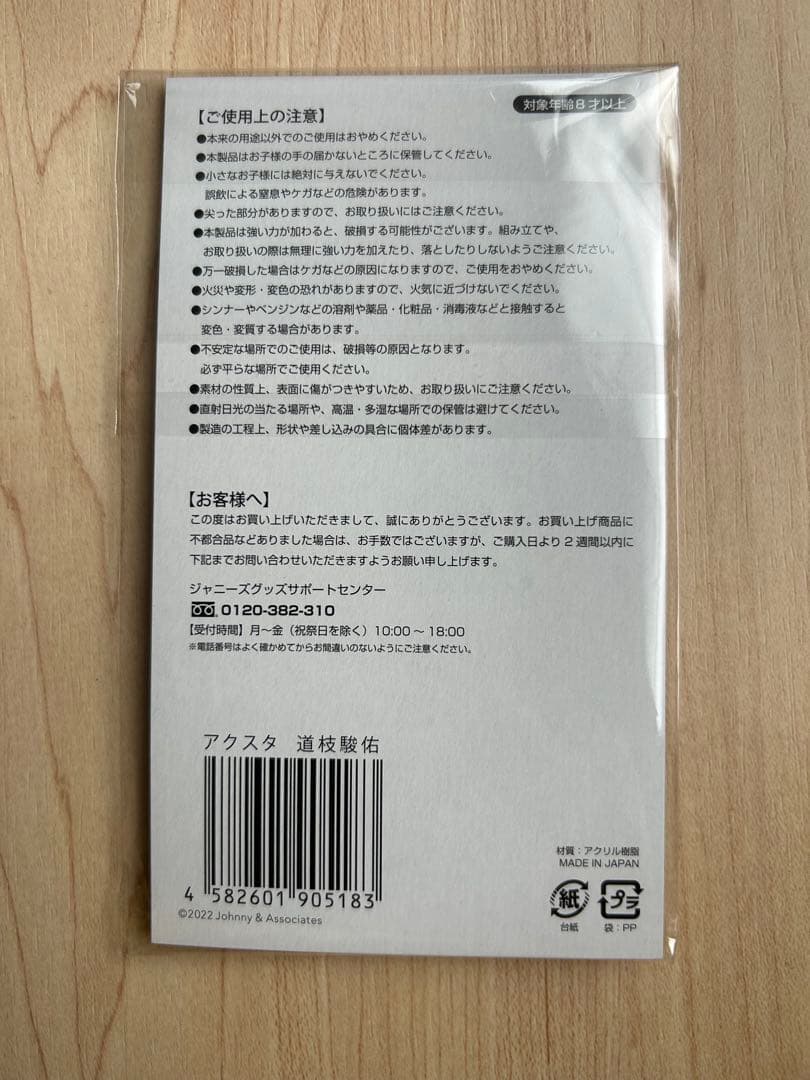 対象年齢8才以上
【ご使用上の注意】
●本来の用途以外でのご使用はおやめください。
●本製品はお子様の手の届かないところに保管してください。
●小さなお子様には絶対に与えないでください。
誤飲による窒息やケガなどの危険があります。
●尖った部分がありますので、お取り扱いにはご注意ください。
●本製品は強い力が加わると、破損する可能性がございます。組み立てや、
お取り扱いの際は無理に強い力を加えたり、落としたりしないようご注意ください。
●万一破損した場合はケガなどの原因になりますので、ご使用をおやめください。
●火災や変形・変色の恐れがありますので、火気に近づけないでください。
●シンナーやベンジンなどの溶剤や薬品・化粧品・消毒液などと接触すると
変色・変質する場合があります。
●不安定な場所でのご使用は、破損等の原因となります。
必ず平らな場所でご使用ください。
●素材の性質上、表面に傷がつきやすいため、お取り扱いにご注意ください。
●直射日光の当たる場所や、高温・多湿な場所での保管は避けてください。
●製造の工程上、形状や差し込みの具合に個体差があります。
【お客様へ】
この度はお買い上げいただきまして、誠にありがとうございます。お買い上げ商品に
不都合品などありました場合は、お手数ではございますが、ご購入日より2週間以内に
下記までお問い合わせいただきますようお願い申し上げます。
ジャニーズグッズサポートセンター
0120-382-310
【受付時間】月～金（祝祭日を除く）10:00～18:00
※電話番号はよく確かめてからお間違いのないようにご注意ください。
アクスタ 道枝駿佑
4 582601 905183
©2022 Johnny & Associates
材質：アクリル樹脂
MADE IN JAPAN
紙 プラ
台紙 袋：PP